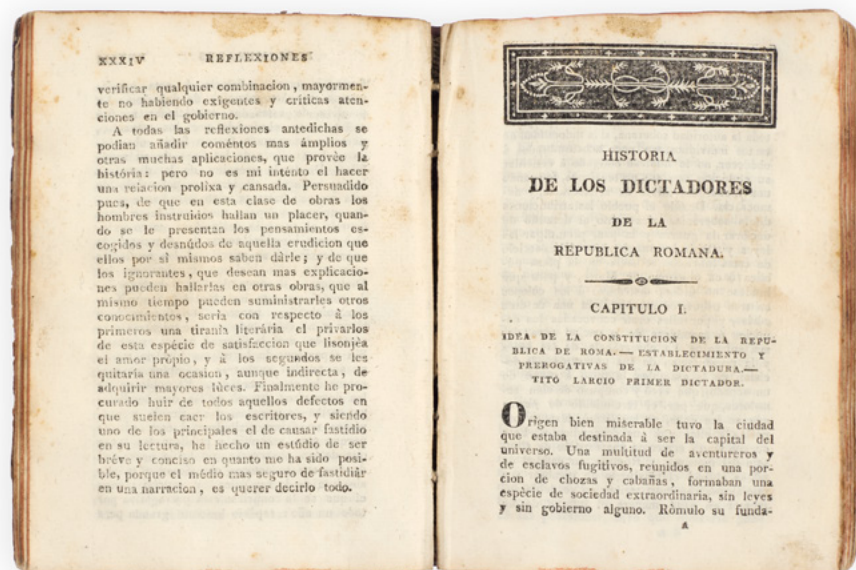 XXXIV REFLEXIONES
verificar qualquier combinacion, mayormen-
te no habiendo exigentes y criticas aten-
ciones en el gobierno.
A todas las reflexiones antedichas se
podian añadir coméntos mas ámplios y
otras muchas aplicaciones, que provée la
história: pero no es mi inténto el hacer
una relacion prolixa y cansada. Persuadido
pues, de que en esta clase de obras los
hombres instruidos hallan un placer, quan-
do se le presentan los pensamientos es-
cogidos y desnúdos de aquella erudicion que
ellos por sí mismos saben dàrle; y de que
los ignorantes, que desean mas explicacio-
nes pueden hallarlas en otras obras, que al
mismo tiempo pueden suministrarles otros
conocimientos, seria con respecto à los
primeros una tiranía literária el privarlos
de esta espécie de satisfaccion que lisonjèa
el amor própio, y à los segundos se les
quitaria una ocasion, aunque indirecta, de
adquirir mayores lùces. Finalmente he pro-
curado huir de todos aquellos defectos en
que suelen caer los escritores, y siendo
uno de los principales el de causar fastidio
en su lectura, he hecho un estúdio de ser
bréve y conciso en quanto me ha sido posi-
ble, porque el médio mas seguro de fastidiár
en una narracion, es querer decirlo todo.
HISTORIA
DE LOS DICTADORES
DE LA
REPUBLICA ROMANA.
CAPITULO I.
IDEA DE LA CONSTITUCION DE LA REPU-
BLICA DE ROMA.—ESTABLECIMIENTO Y
PREROGATIVAS DE LA DICTADURA.—
TITO LARCIO PRIMER DICTADOR.
Origen bien miserable tuvo la ciudad
que estaba destinada à ser la capital del
universo. Una multitud de aventureros y
de esclavos fugitivos, reunidos en una por-
cion de chozas y cabañas, formaban una
espècie de sociedad extraordinaria, sin leyes
y sin gobierno alguno. Ròmulo su funda-
A